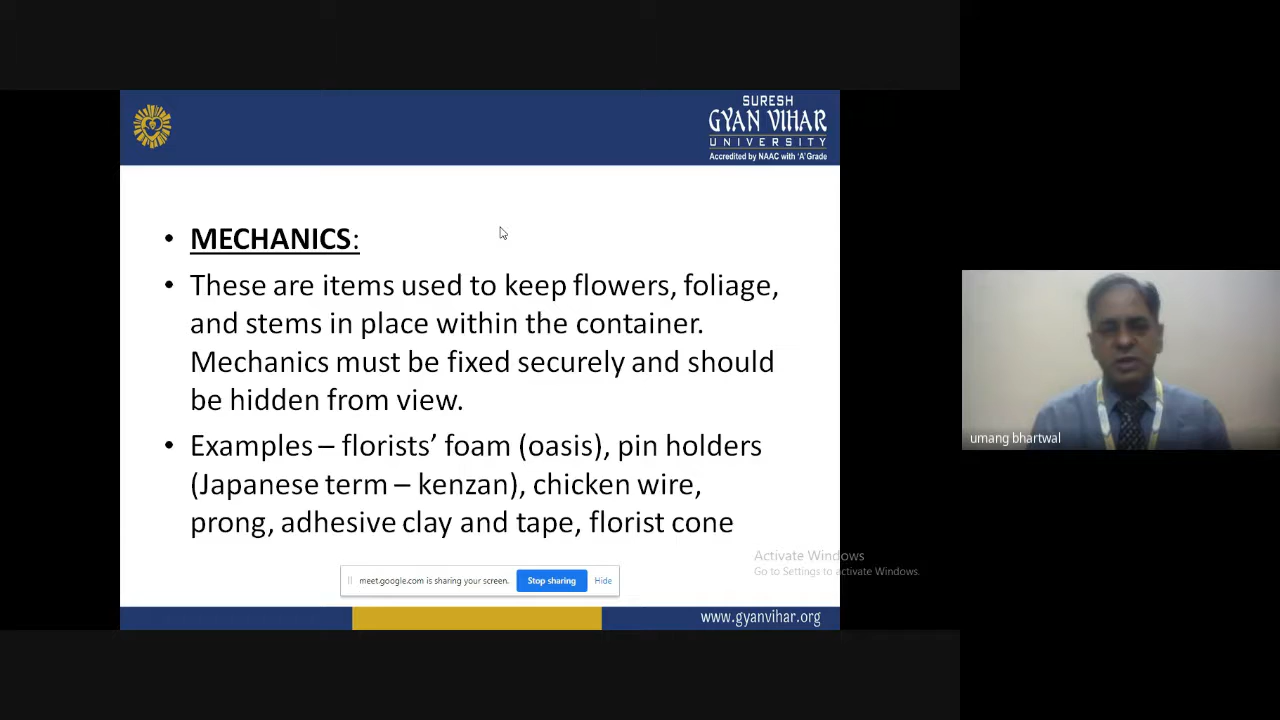 SURESH
GYAN VIHAR
UNIVERSITY
Accredited by NAAC with 'A' Grade
• MECHANICS:
• These are items used to keep flowers, foliage,
and stems in place within the container.
Mechanics must be fixed securely and should
be hidden from view.
• Examples – florists’ foam (oasis), pin holders
(Japanese term – kenzan), chicken wire,
prong, adhesive clay and tape, florist cone
umang bhartwal
Activate Windows
Go to Settings to activate Windows.
meet.google.com is sharing your screen.
Stop sharing
Hide
www.gyanvihar.org